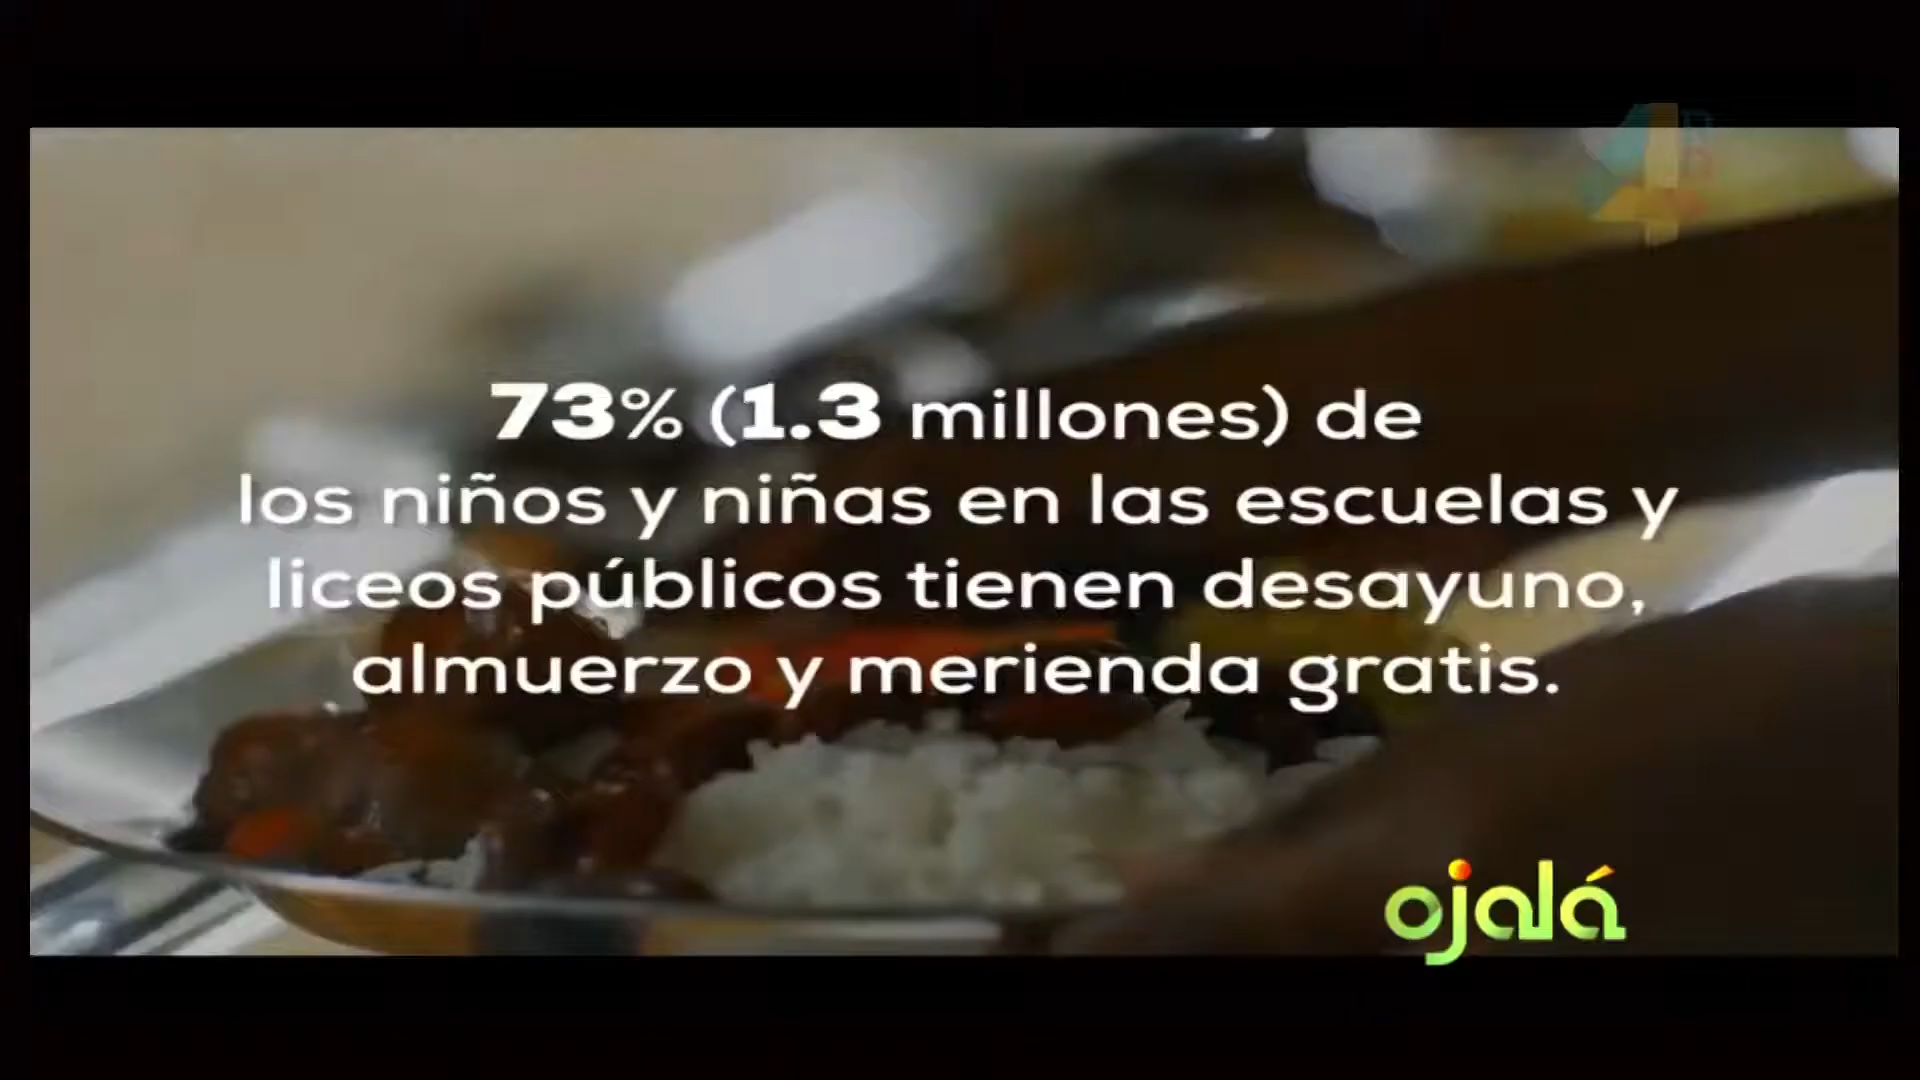 73% (1.3 millones) de
los niños y niñas en las escuelas y
liceos públicos tienen desayuno,
almuerzo y merienda gratis.
ojalá
4